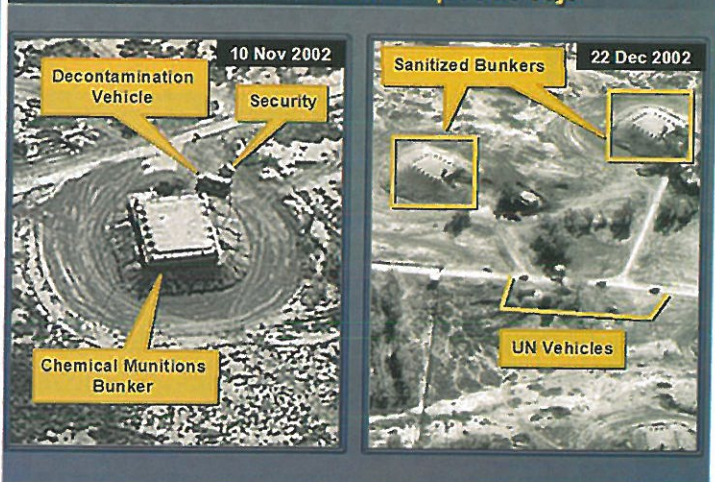 10 Nov 2002
Decontamination
Vehicle
Security
Chemical Munitions
Bunker
22 Dec 2002
Sanitized Bunkers
UN Vehicles